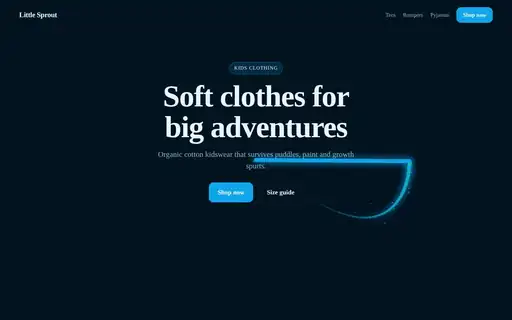 Little Sprout
Tees Rompers Pyjamas Shop now
KIDS CLOTHING
Soft clothes for
big adventures
Organic cotton kidswear that survives puddles, paint and growth
spurts.
Shop now Size guide